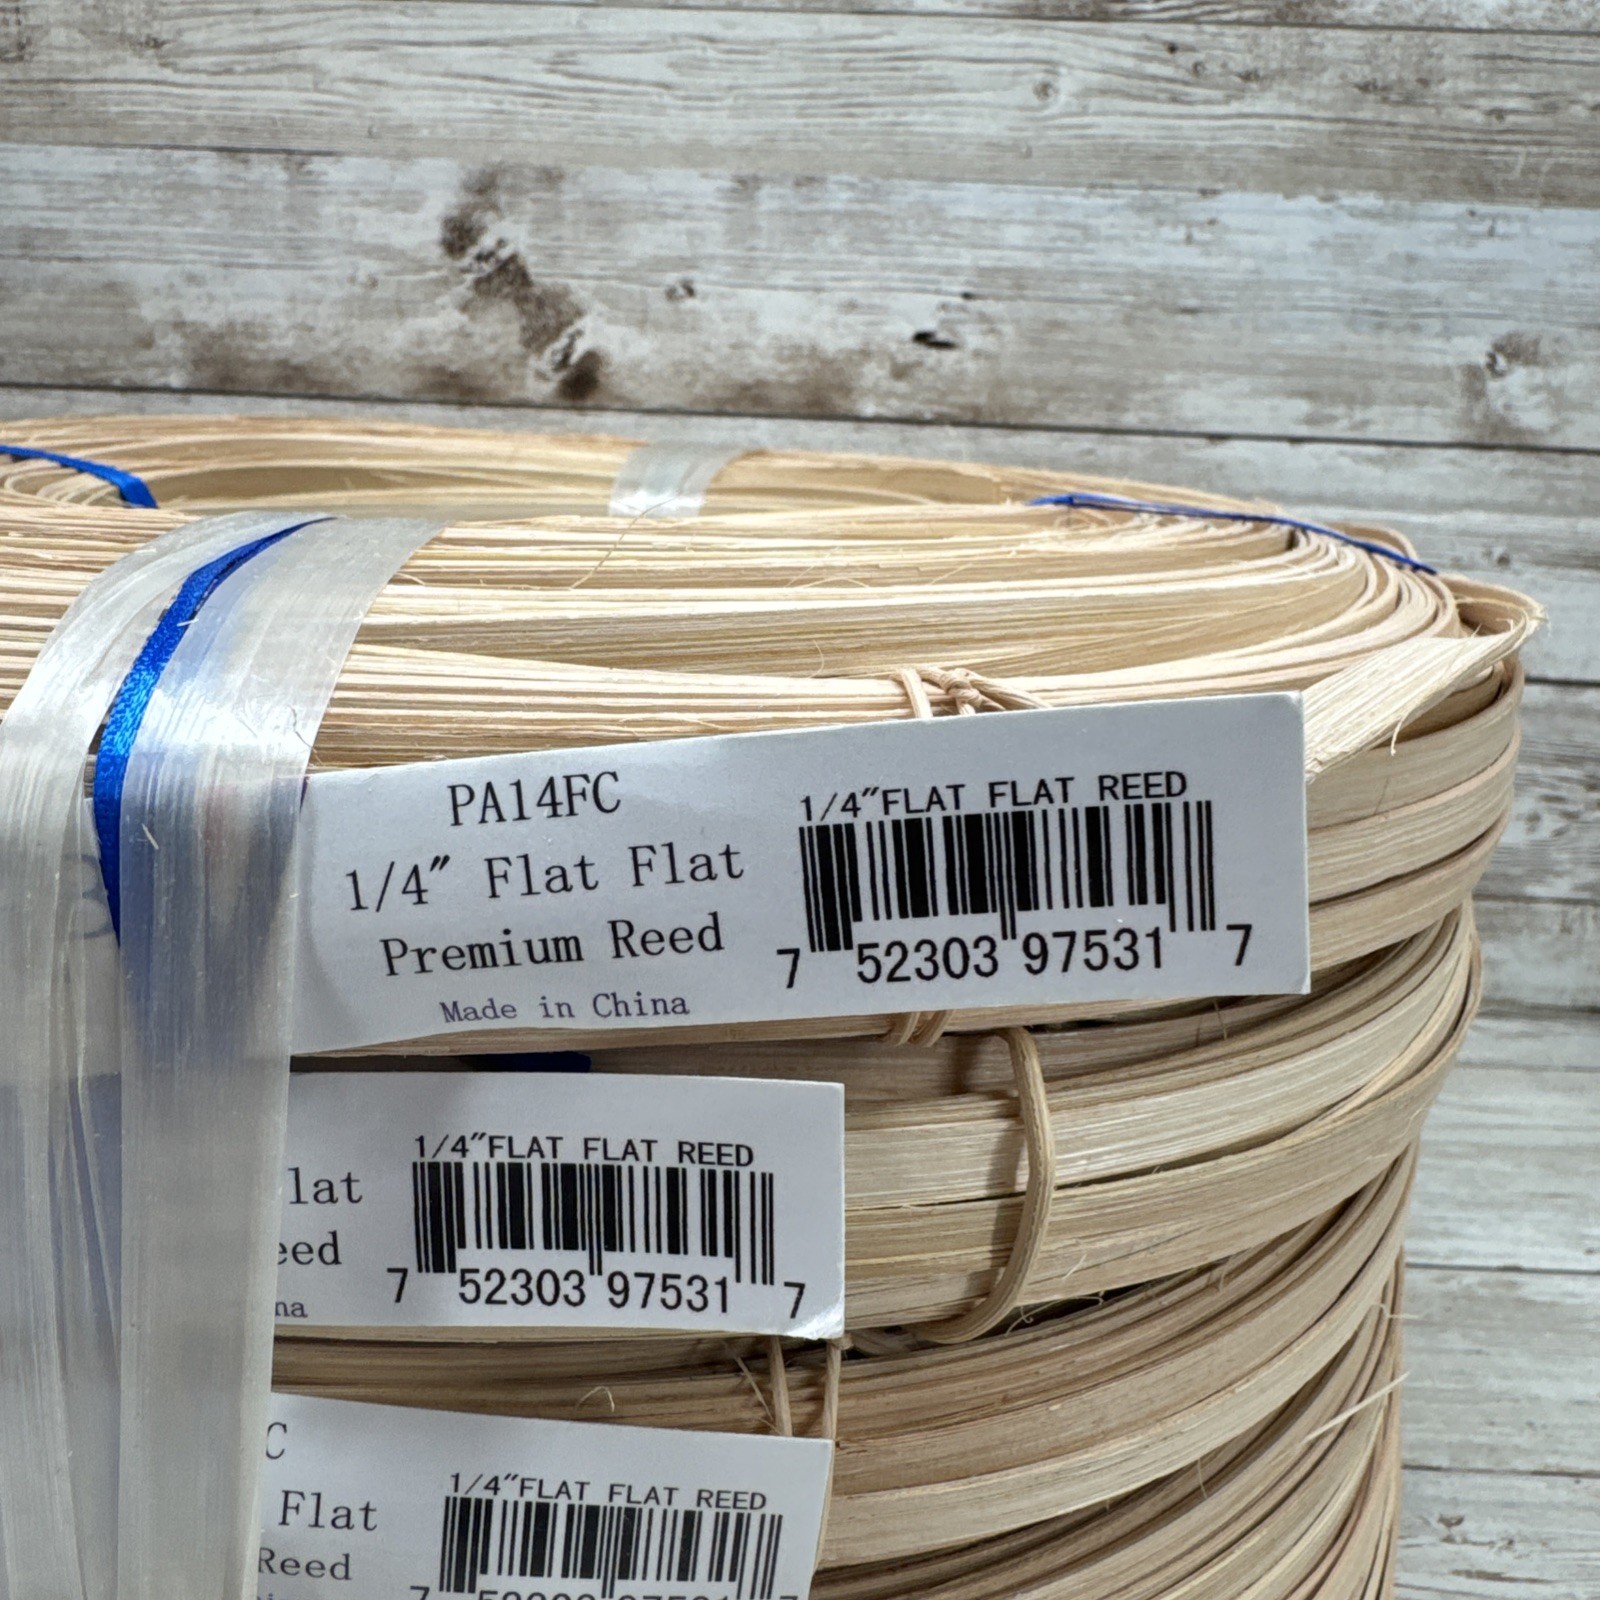 PA14FC
1/4" Flat Flat
Premium Reed
Made in China
1/4"FLAT FLAT REED
7 52303 97531 7
lat
eed
na
1/4"FLAT FLAT REED
7 52303 97531 7
C
Flat
Reed
1/4"FLAT FLAT REED